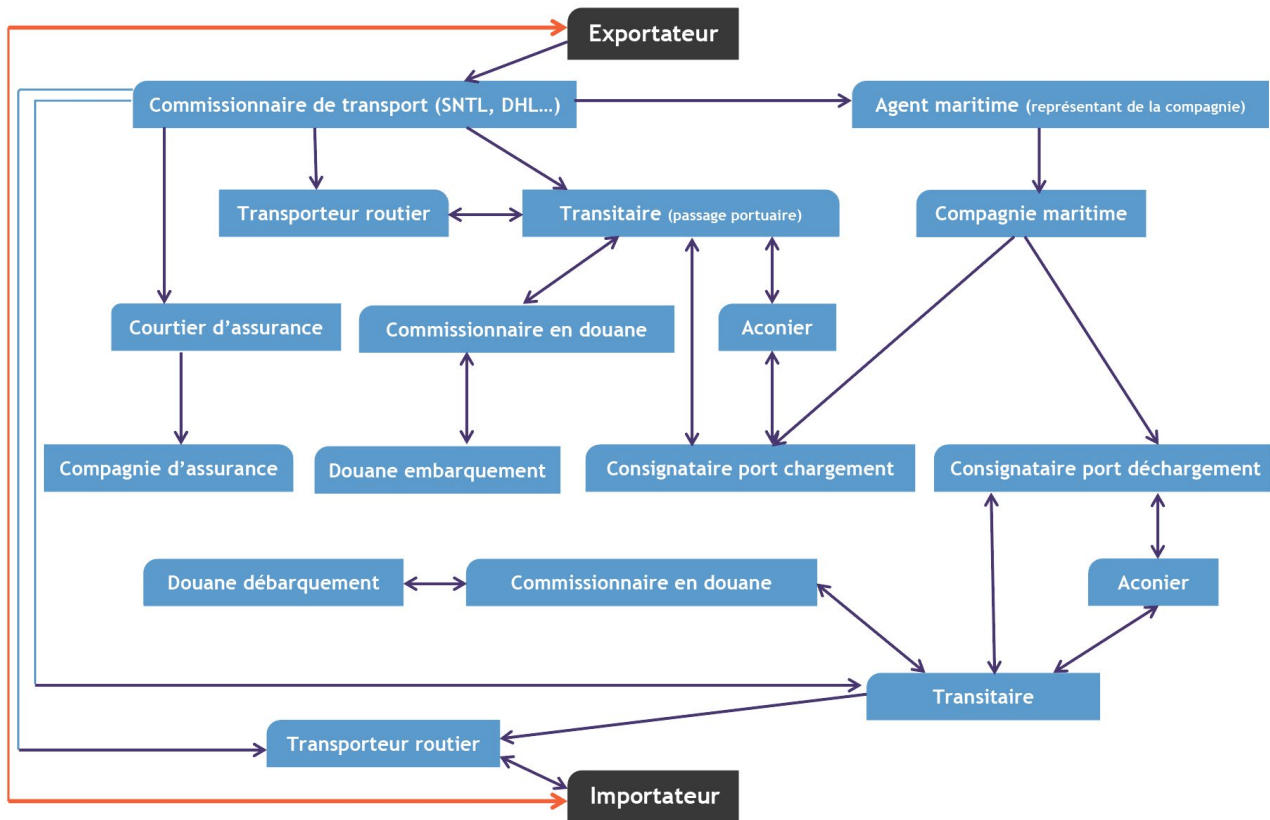 Exportateur
Commissionnaire de transport (SNTL, DHL…)
Agent maritime (représentant de la compagnie)
Transporteur routier
Transitaire (passage portuaire)
Compagnie maritime
Courtier d’assurance
Commissionnaire en douane
Aconier
Compagnie d’assurance
Douane embarquement
Consignataire port chargement
Consignataire port déchargement
Douane débarquement
Commissionnaire en douane
Aconier
Transitaire
Transporteur routier
Importateur